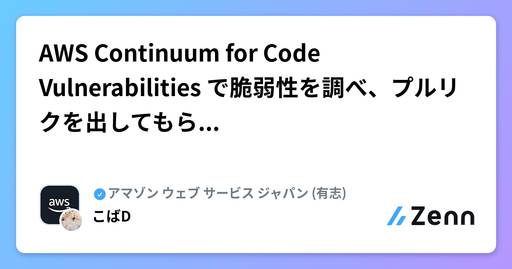 AWS Continuum for Code
Vulnerabilities で脆弱性を調べ、プルリ
クを出してもら...
aws
アマゾン ウェブ サービス ジャパン (有志)
こばD
Zenn